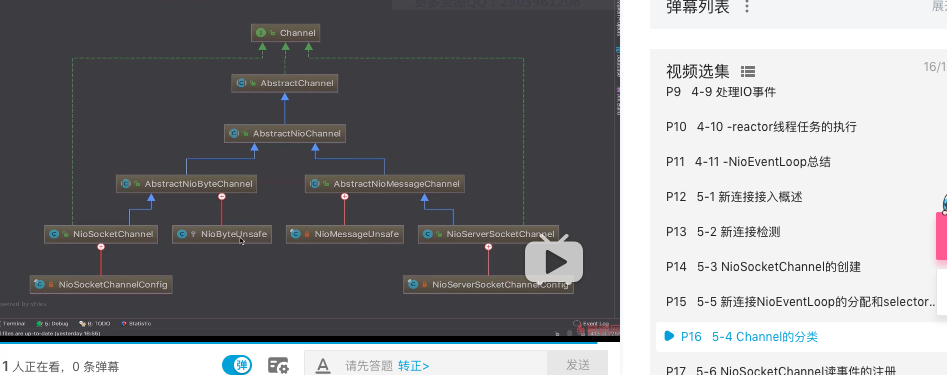 Channel
AbstractChannel
AbstractNioChannel
AbstractNioByteChannel
AbstractNioMessageChannel
NioSocketChannel
NioByteUnsafe
NioMessageUnsafe
NioServerSocketChannel
NioSocketChannelConfig
NioServerSocketChannelConfig
Terminal
5: Debug
6: TODO
Statistic
Event Log
files are up-to-date (yesterday 16:56)
1 人正在看，0 条弹幕
弹
请先答题 转正>
发送
弹幕列表
视频选集
16/1
P9 4-9 处理IO事件
P10 4-10 -reactor线程任务的执行
P11 4-11 -NioEventLoop总结
P12 5-1 新连接接入概述
P13 5-2 新连接检测
P14 5-3 NioSocketChannel的创建
P15 5-5 新连接NioEventLoop的分配和selector...
P16 5-4 Channel的分类
P17 5-6 NioSocketChannel读事件的注册